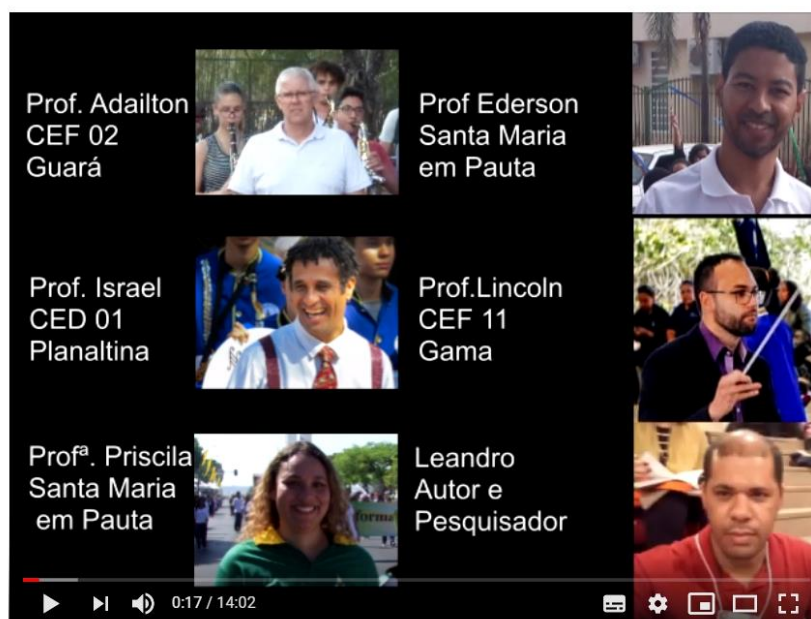 Prof. Adailton
CEF 02
Guará
Prof Ederson
Santa Maria
em Pauta
Prof. Israel
CED 01
Planaltina
Prof.Lincoln
CEF 11
Gama
Profª. Priscila
Santa Maria
em Pauta
Leandro
Autor e
Pesquisador
0:17 / 14:02